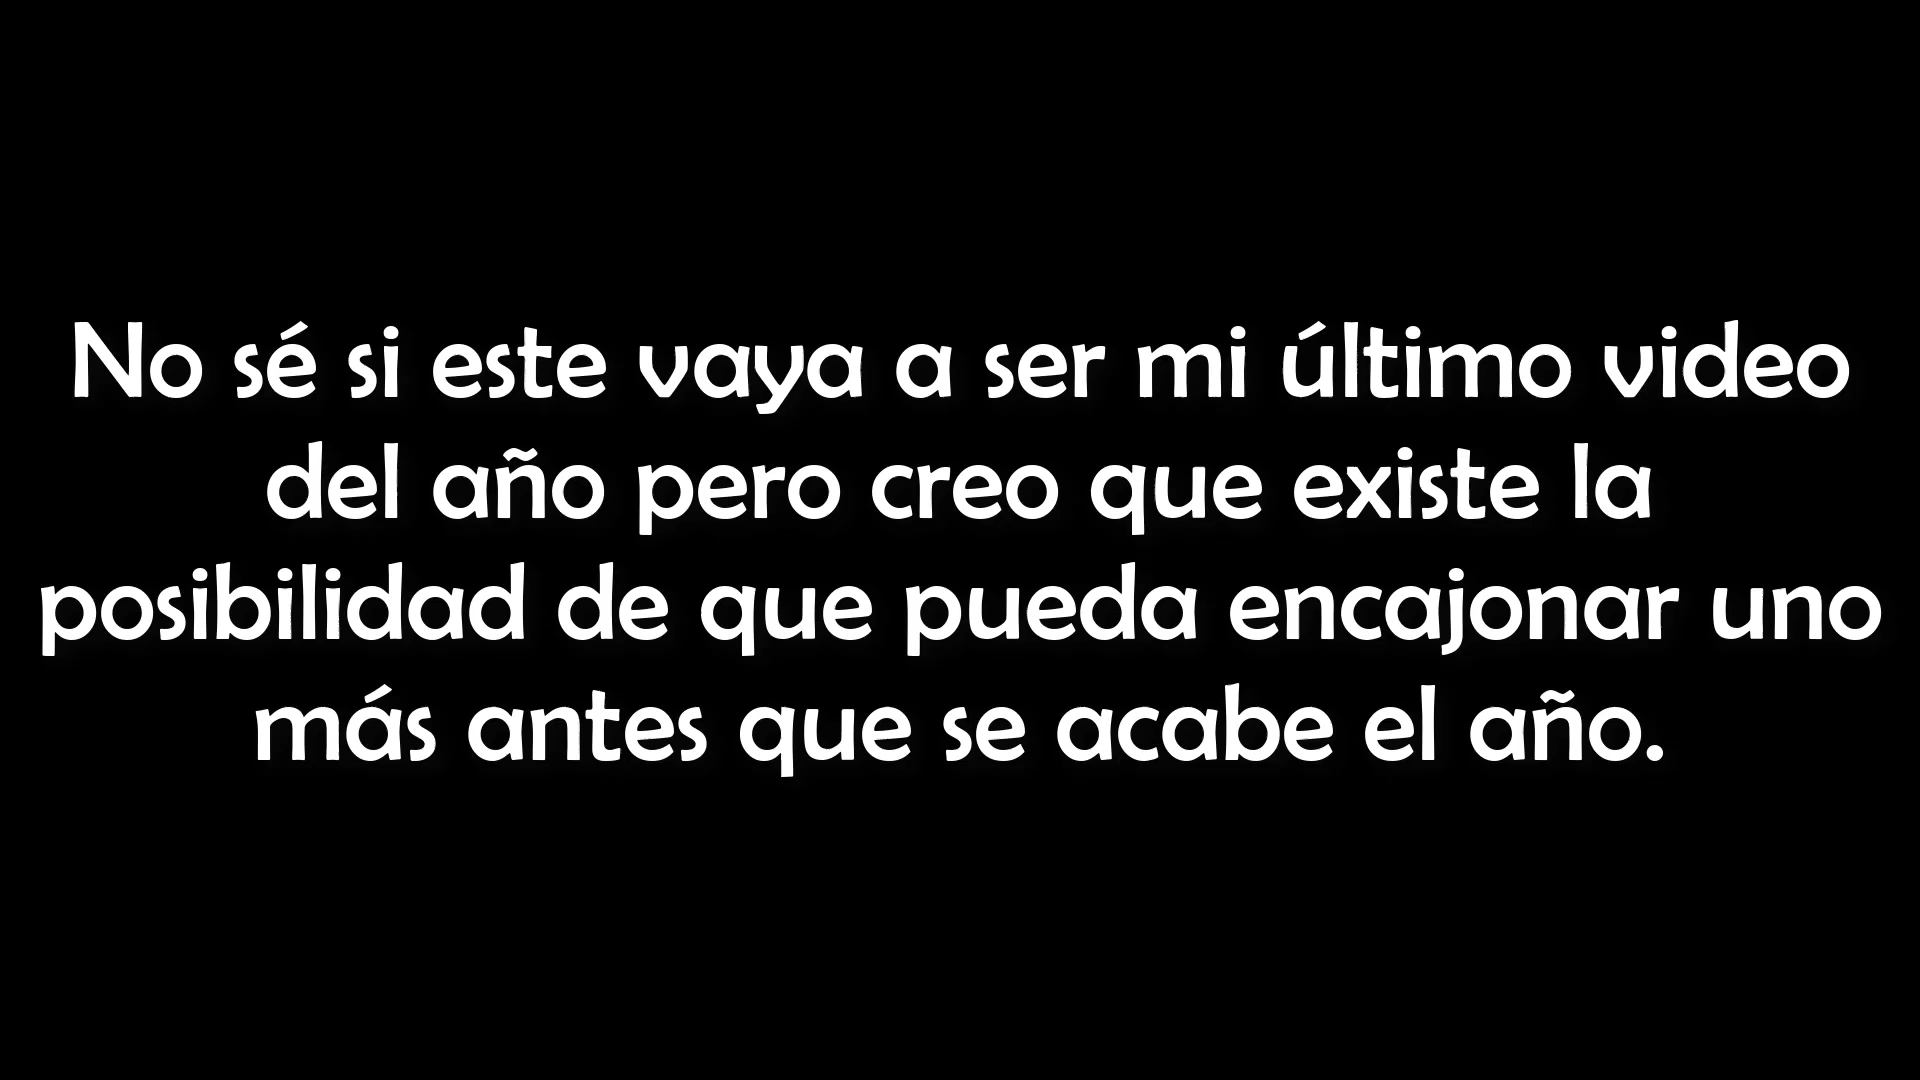 No sé si este vaya a ser mi último video
del año pero creo que existe la
posibilidad de que pueda encajonar uno
más antes que se acabe el año.